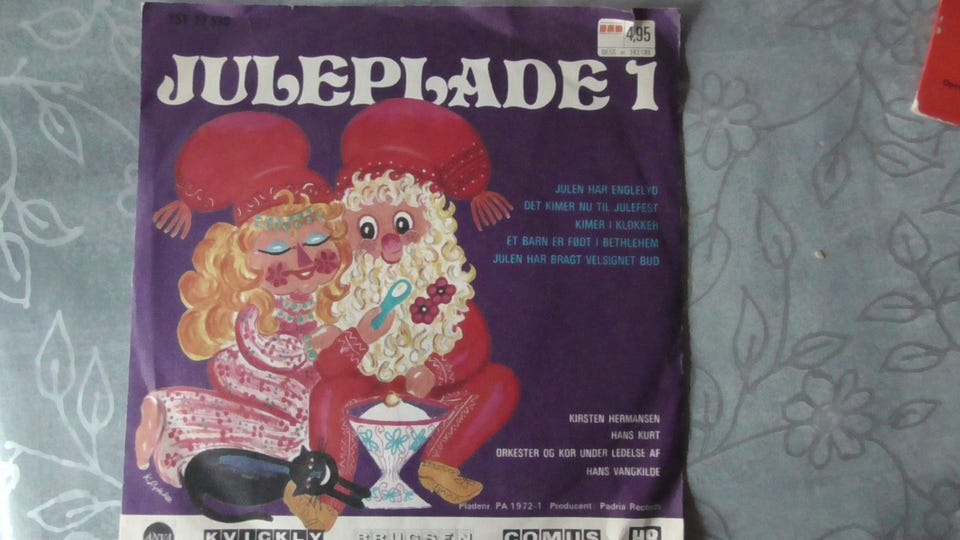 4,95
JULEPLADE 1
JULEN HAR ENGLELYD
DET KIMER NU TIL JULEFEST
KIMER I KLOKKER
ET BARN ER FØDT I BETHLEHEM
JULEN HAR BRAGT VELSIGNET BUD
KIRSTEN HERMANSEN
HANS KURT
ORKESTER OG KOR UNDER LEDELSE AF
HANS VANGKILDE
Pladenr. PA 1972-1 Producent: Padria Records
ANVA KVICKLY BRUGSEN COMUS HB